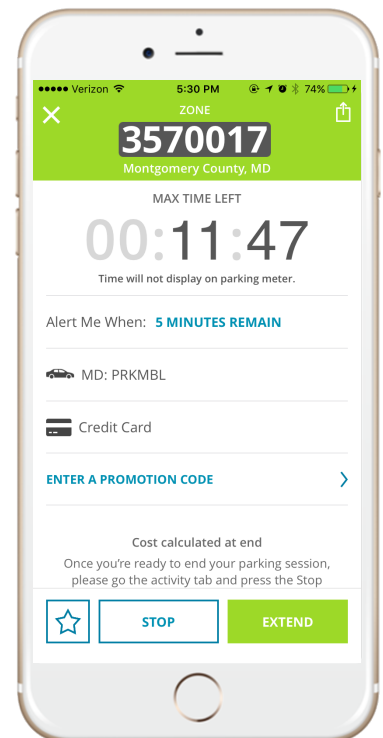 Verizon 5:30 PM 74%
ZONE
3570017
Montgomery County, MD
MAX TIME LEFT
00:11:47
Time will not display on parking meter.
Alert Me When: 5 MINUTES REMAIN
MD: PRKMBL
Credit Card
ENTER A PROMOTION CODE
Cost calculated at end
Once you're ready to end your parking session,
please go the activity tab and press the Stop
STOP EXTEND